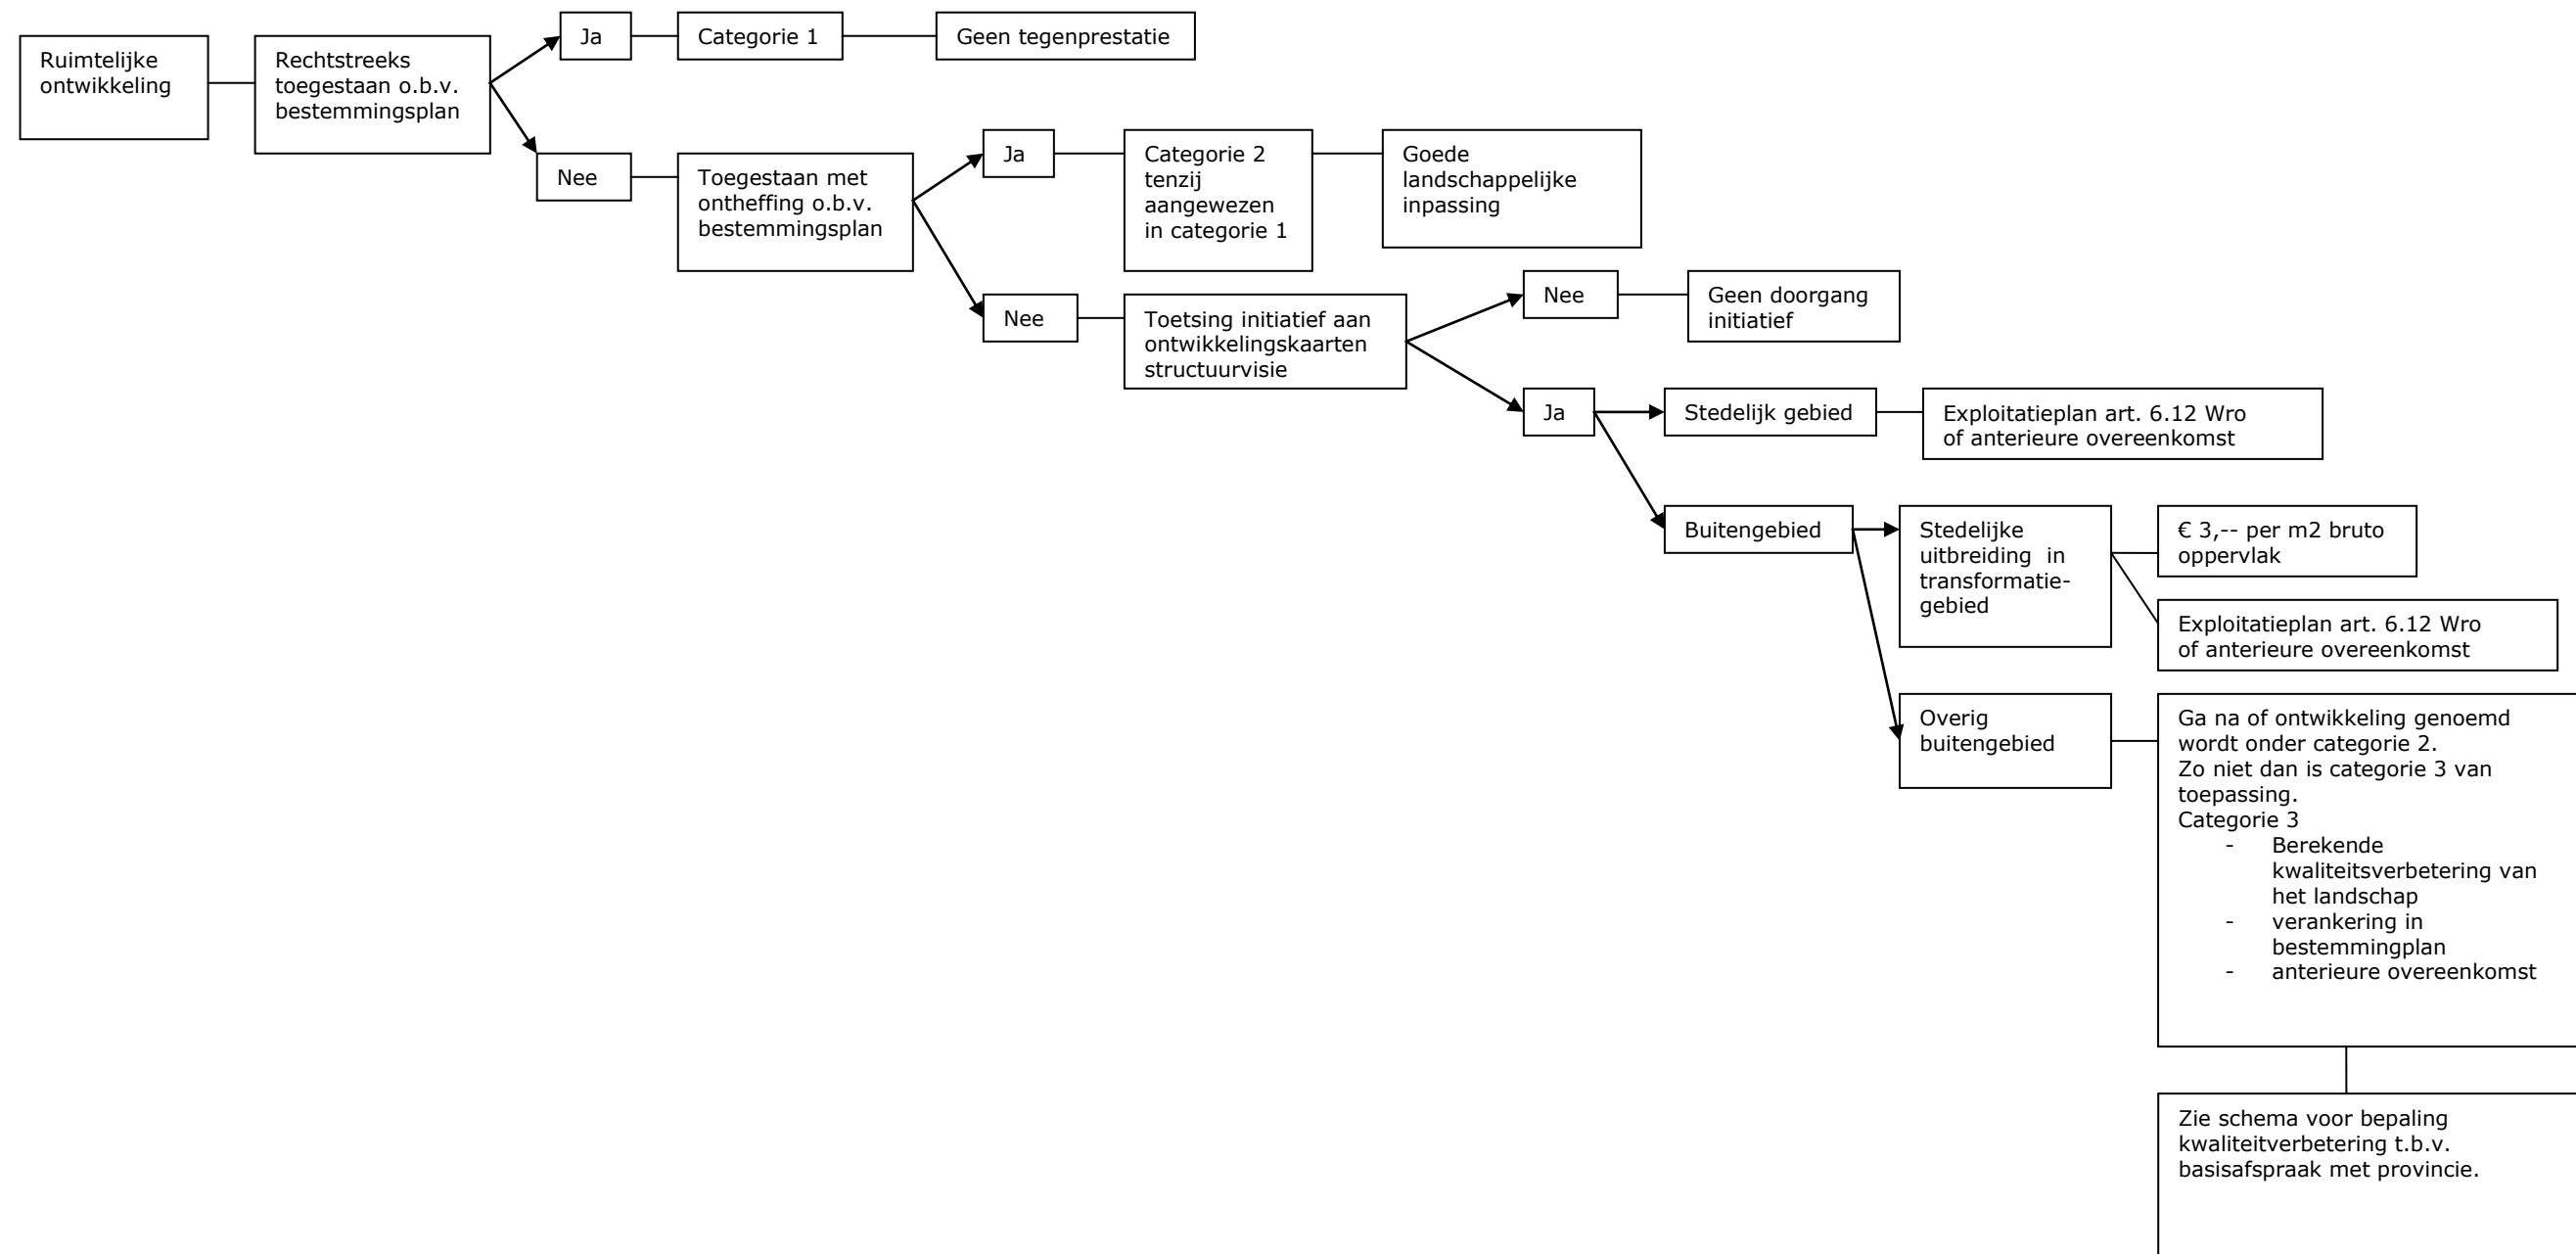 Ruimtelijke
ontwikkeling
Rechtstreeks
toegestaan o.b.v.
bestemmingsplan
Ja
Categorie 1
Geen tegenprestatie
Nee
Toegestaan met
ontheffing o.b.v.
bestemmingsplan
Ja
Categorie 2
tenzij
aangewezen
in categorie 1
Goede
landschappelijke
inpassing
Nee
Toetsing initiatief aan
ontwikkelingskaarten
structuurvisie
Nee
Geen doorgang
initiatief
Ja
Stedelijk gebied
Exploitatieplan art. 6.12 Wro
of anterieure overeenkomst
Buitengebied
Stedelijke
uitbreiding  in
transformatie-
gebied
€ 3,-- per m2 bruto
oppervlak
Exploitatieplan art. 6.12 Wro
of anterieure overeenkomst
Overig
buitengebied
Ga na of ontwikkeling genoemd
wordt onder categorie 2.
Zo niet dan is categorie 3 van
toepassing.
Categorie 3
- Berekende
kwaliteitsverbetering van
het landschap
- verankering in
bestemmingplan
- anterieure overeenkomst
Zie schema voor bepaling
kwaliteitverbetering t.b.v.
basisafspraak met provincie.